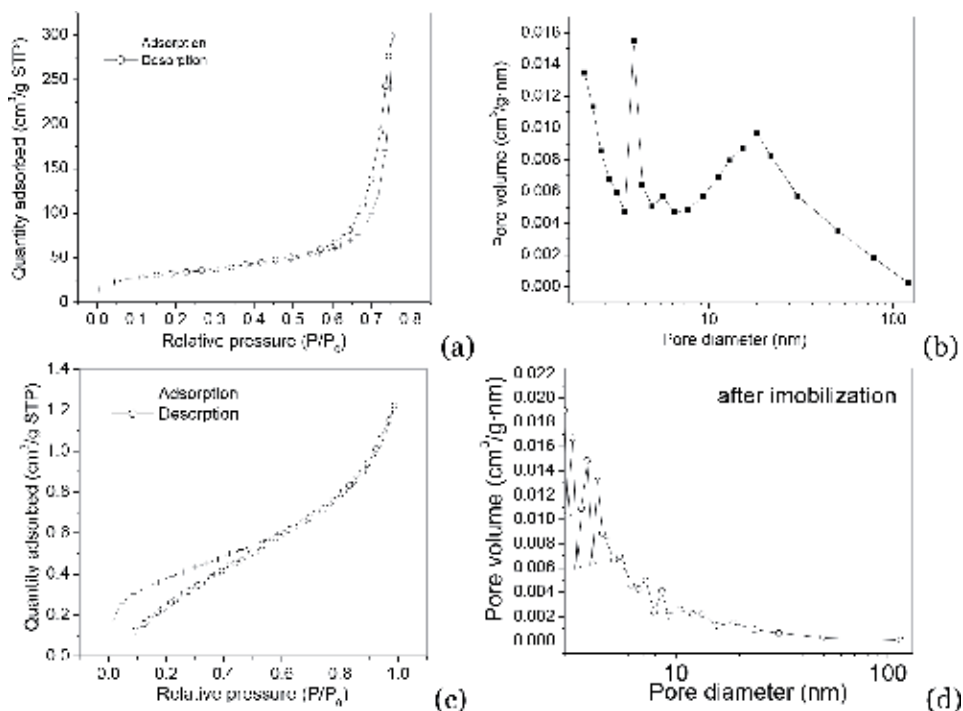 300
250
200
150
100
50
0
Quantity adsorbed (cm³/g STP)
Adsorption
Desorption
0.0 0.1 0.2 0.3 0.4 0.5 0.6 0.7 0.8
Relative pressure (P/P₀)
(a)
0.016
0.014
0.012
0.010
0.008
0.006
0.004
0.002
0.000
Pore volume (cm³/g·nm)
10 100
Pore diameter (nm)
(b)
1.4
1.2
1.0
0.8
0.6
0.4
0.2
0.0
Quantity adsorbed (cm³/g STP)
Adsorption
Desorption
0.0 0.2 0.4 0.6 0.8 1.0
Relative pressure (P/P₀)
(c)
0.022
0.020
0.018
0.016
0.014
0.012
0.010
0.008
0.006
0.004
0.002
0.000
Pore volume (cm³/g·nm)
after imobilization
10 100
Pore diameter (nm)
(d)